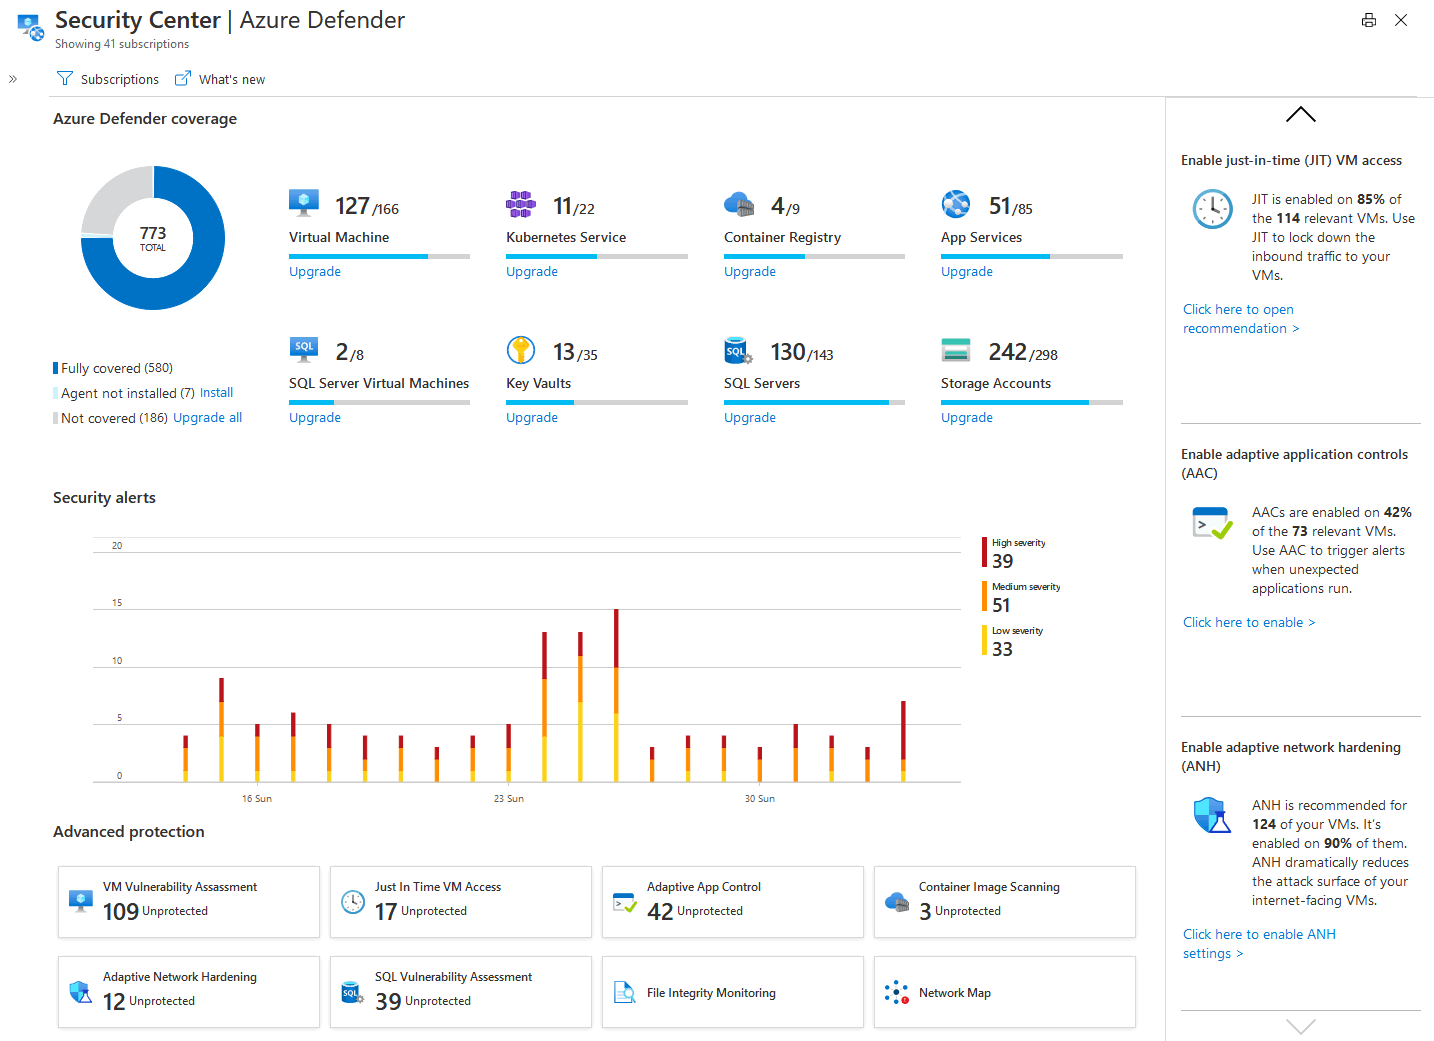 Security Center | Azure Defender
Showing 41 subscriptions
Subscriptions
What's new
Azure Defender coverage
773
TOTAL
Fully covered (580)
Agent not installed (7) Install
Not covered (186) Upgrade all
127/166
Virtual Machine
Upgrade
11/22
Kubernetes Service
Upgrade
4/9
Container Registry
Upgrade
51/85
App Services
Upgrade
SQL
2/8
SQL Server Virtual Machines
Upgrade
13/35
Key Vaults
Upgrade
SQL
130/143
SQL Servers
Upgrade
242/298
Storage Accounts
Upgrade
Security alerts
20
15
10
5
0
16 Sun
23 Sun
30 Sun
High severity
39
Medium severity
51
Low severity
33
Advanced protection
VM Vulnerability Assassment
109 Unprotected
Just In Time VM Access
17 Unprotected
Adaptive App Control
42 Unprotected
Container Image Scanning
3 Unprotected
Adaptive Network Hardening
12 Unprotected
SQL
SQL Vulnerability Assessment
39 Unprotected
File Integrity Monitoring
Network Map
Enable just-in-time (JIT) VM access
JIT is enabled on 85% of
the 114 relevant VMs. Use
JIT to lock down the
inbound traffic to your
VMs.
Click here to open
recommendation >
Enable adaptive application controls
(AAC)
AACs are enabled on 42%
of the 73 relevant VMs.
Use AAC to trigger alerts
when unexpected
applications run.
Click here to enable >
Enable adaptive network hardening
(ANH)
ANH is recommended for
124 of your VMs. It's
enabled on 90% of them.
ANH dramatically reduces
the attack surface of your
internet-facing VMs.
Click here to enable ANH
settings >